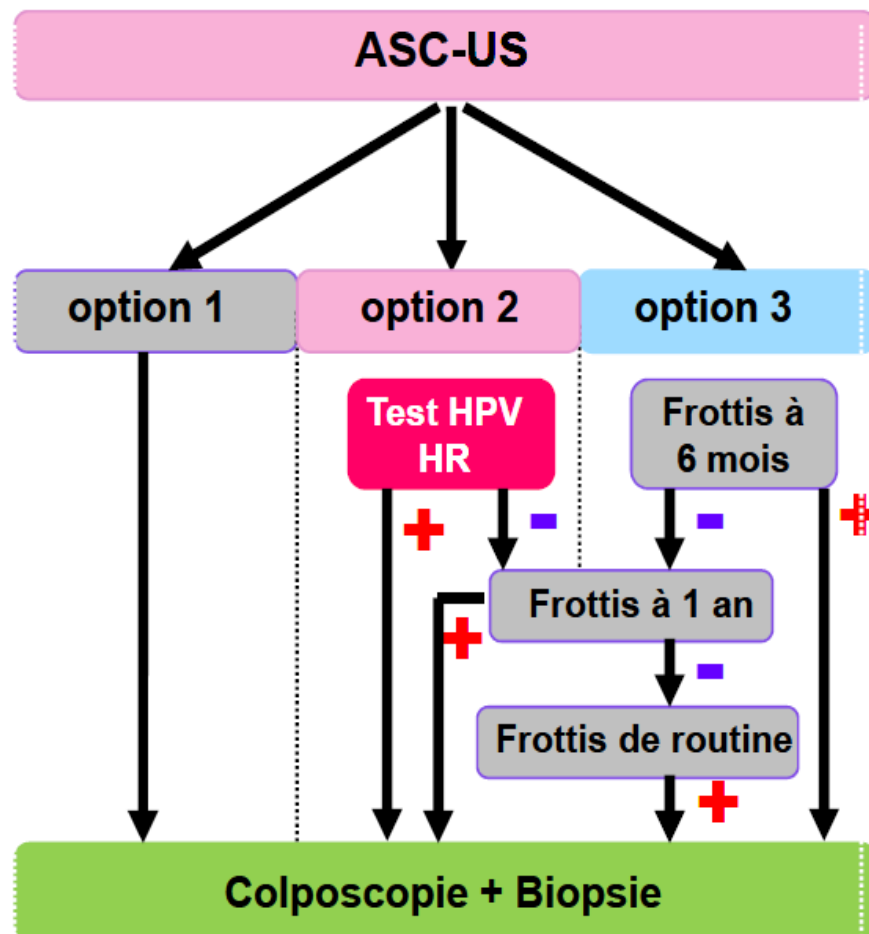 ASC-US
option 1
option 2
option 3
Test HPV
HR
Frottis à
6 mois
+
-
-
+
Frottis à 1 an
+
-
Frottis de routine
+
Colposcopie + Biopsie